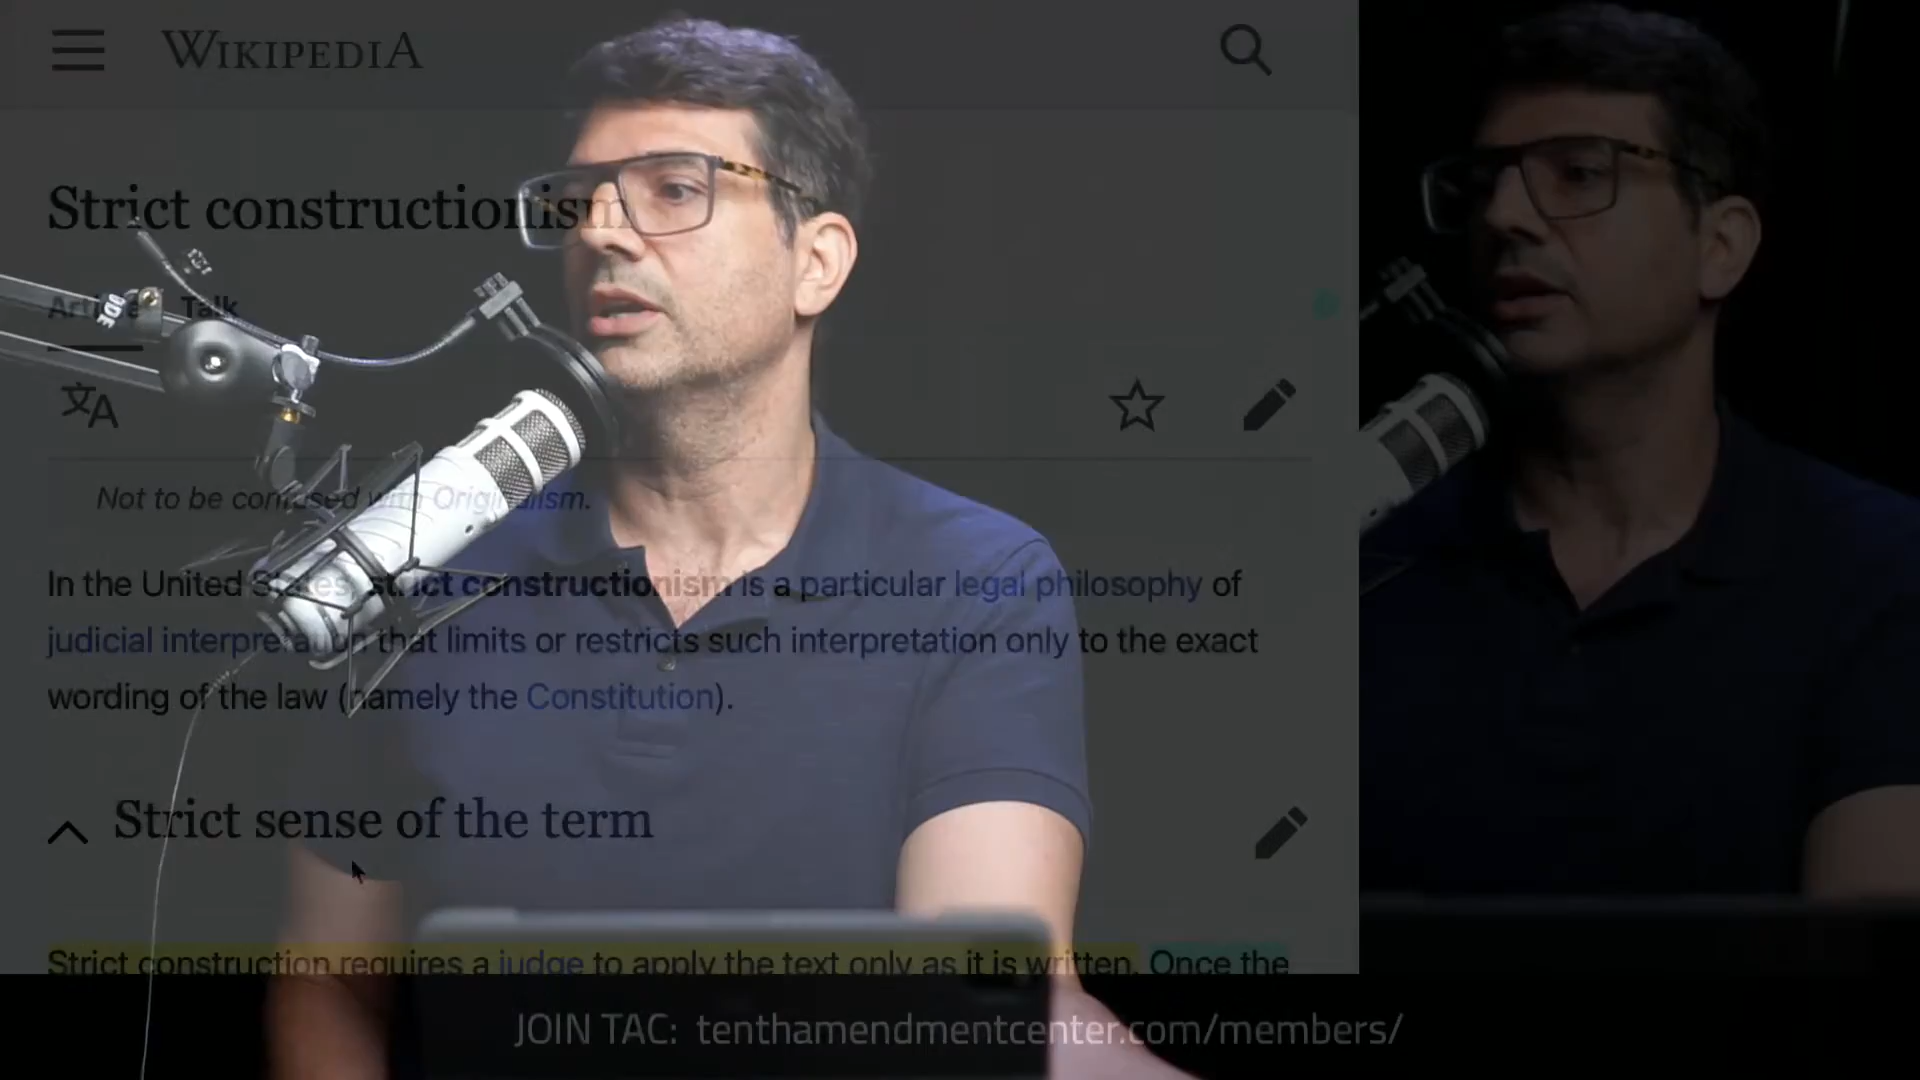 WIKIPEDIA
Strict constructionism
Article Talk
文A
Not to be confused with Originalism.
In the United States, strict constructionism is a particular legal philosophy of
judicial interpretation that limits or restricts such interpretation only to the exact
wording of the law (namely the Constitution).
Strict sense of the term
Strict construction requires a judge to apply the text only as it is written. Once the
JOIN TAC: tenthamendmentcenter.com/members/